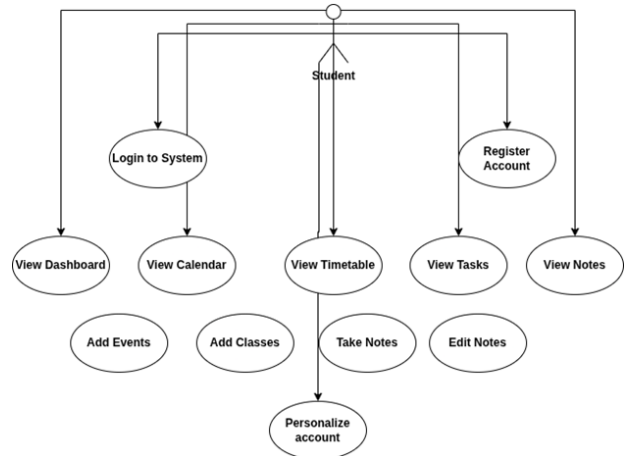 Student
Login to System
Register
Account
View Dashboard
View Calendar
View Timetable
View Tasks
View Notes
Add Events
Add Classes
Take Notes
Edit Notes
Personalize
account